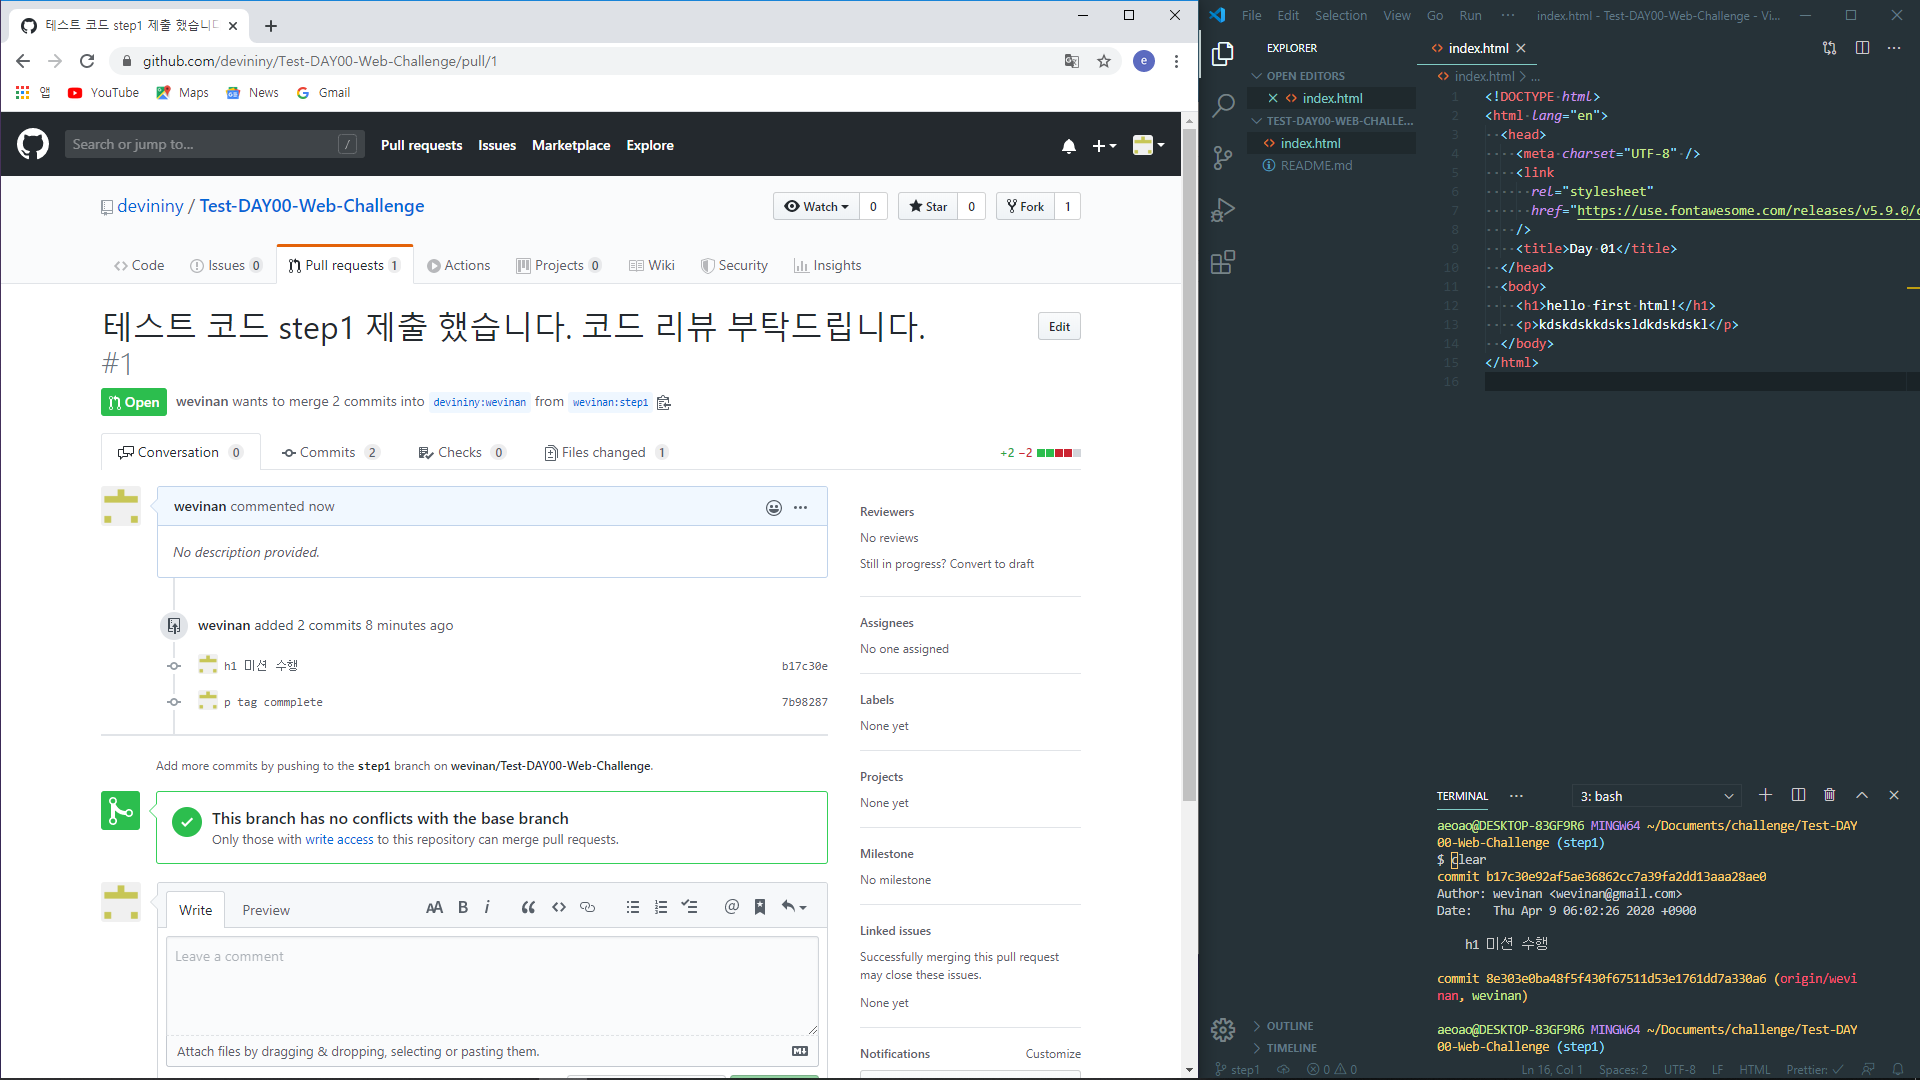 테스트 코드 step1 제출 했습니다
github.com/devininy/Test-DAY00-Web-Challenge/pull/1
앱 YouTube Maps News Gmail
Search or jump to... / Pull requests Issues Marketplace Explore
devininy / Test-DAY00-Web-Challenge
Watch 0 Star 0 Fork 1
Code Issues 0 Pull requests 1 Actions Projects 0 Wiki Security Insights
테스트 코드 step1 제출 했습니다. 코드 리뷰 부탁드립니다.
#1
Edit
Open wevinan wants to merge 2 commits into devininy:wevinan from wevinan:step1
Conversation 0 Commits 2 Checks 0 Files changed 1 +2 −2
wevinan commented now
No description provided.
wevinan added 2 commits 8 minutes ago
h1 미션 수행 b17c30e
p tag commplete 7b98287
Add more commits by pushing to the step1 branch on wevinan/Test-DAY00-Web-Challenge.
This branch has no conflicts with the base branch
Only those with write access to this repository can merge pull requests.
Write Preview
AA B i
Leave a comment
Attach files by dragging & dropping, selecting or pasting them.
Reviewers
No reviews
Still in progress? Convert to draft
Assignees
No one assigned
Labels
None yet
Projects
None yet
Milestone
No milestone
Linked issues
Successfully merging this pull request
may close these issues.
None yet
Notifications Customize
File Edit Selection View Go Run ··· index.html - Test-DAY00-Web-Challenge - Vi...
EXPLORER
OPEN EDITORS
index.html
TEST-DAY00-WEB-CHALLE...
index.html
README.md
index.html
index.html > ...
1 <!DOCTYPE html>
2 <html lang="en">
3 <head>
4 <meta charset="UTF-8" />
5 <link
6 rel="stylesheet"
7 href="https://use.fontawesome.com/releases/v5.9.0/c
8 />
9 <title>Day 01</title>
10 </head>
11 <body>
12 <h1>hello first html!</h1>
13 <p>kdskdskkdsksldkdskdskl</p>
14 </body>
15 </html>
16
TERMINAL ··· 3: bash
aeoao@DESKTOP-83GF9R6 MINGW64 ~/Documents/challenge/Test-DAY
00-Web-Challenge (step1)
$ clear
commit b17c30e92af5ae36862cc7a39fa2dd13aaa28ae0
Author: wevinan <wevinan@gmail.com>
Date: Thu Apr 9 06:02:26 2020 +0900
h1 미션 수행
commit 8e303e0ba48f5f430f67511d53e1761dd7a330a6 (origin/wevi
nan, wevinan)
aeoao@DESKTOP-83GF9R6 MINGW64 ~/Documents/challenge/Test-DAY
00-Web-Challenge (step1)
OUTLINE
TIMELINE
step1 0 0 Ln 16, Col 1 Spaces: 2 UTF-8 LF HTML Prettier: ✓